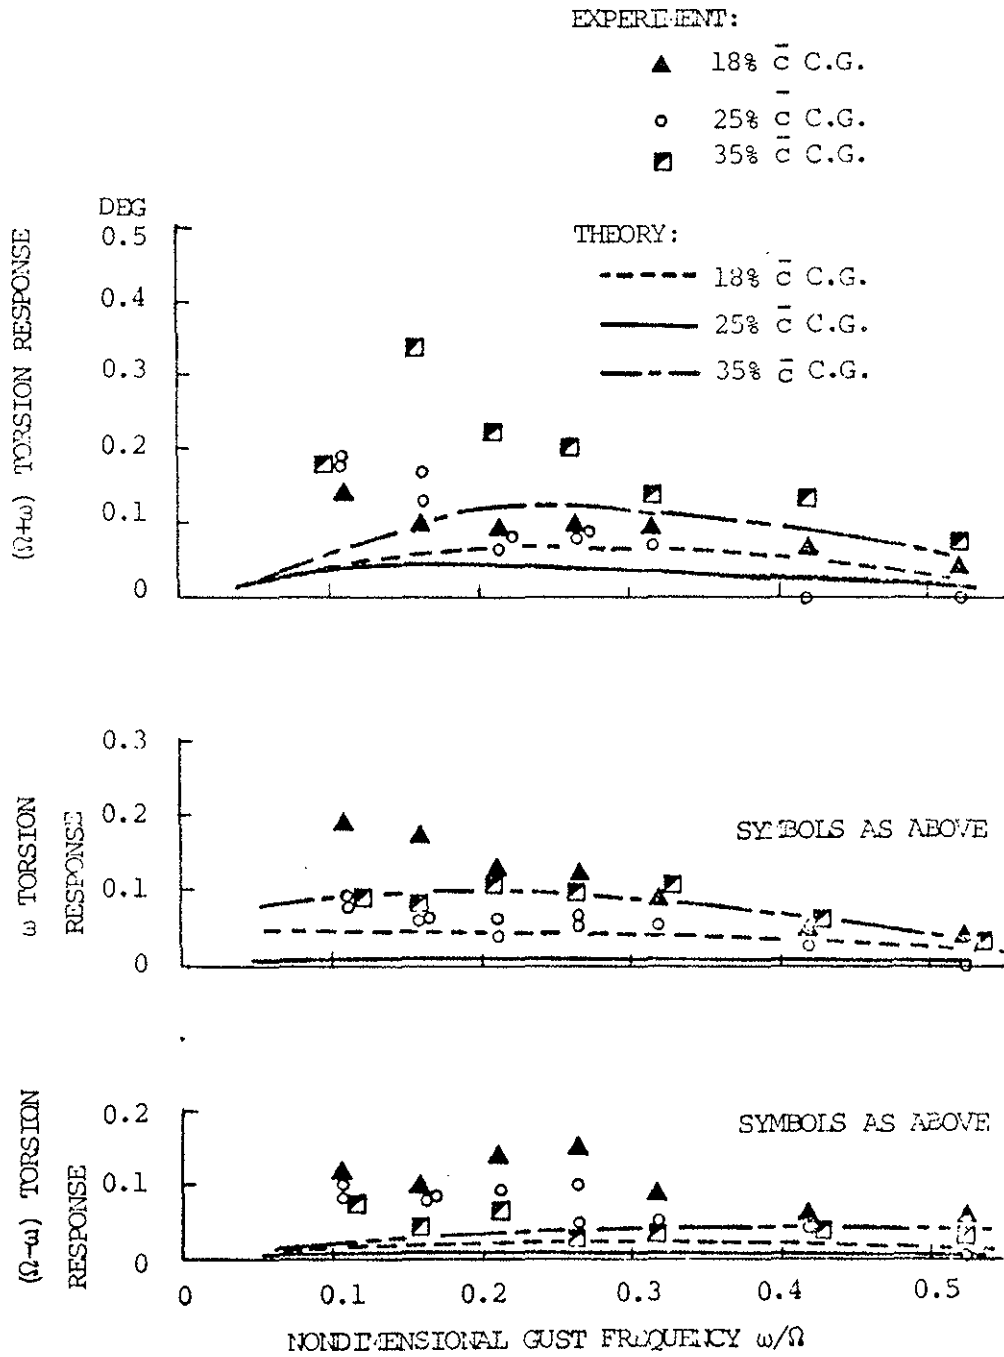 EXPERIMENT:
18% c̄ C.G.
25% c̄ C.G.
35% c̄ C.G.
THEORY:
18% c̄ C.G.
25% c̄ C.G.
35% c̄ C.G.
(Ω+ω) TORSION RESPONSE
DEG
0.5
0.4
0.3
0.2
0.1
0
ω TORSION
RESPONSE
0.3
0.2
0.1
0
SYMBOLS AS ABOVE
(Ω-ω) TORSION
RESPONSE
0.2
0.1
0
SYMBOLS AS ABOVE
0 0.1 0.2 0.3 0.4 0.5
NONDIMENSIONAL GUST FREQUENCY ω/Ω